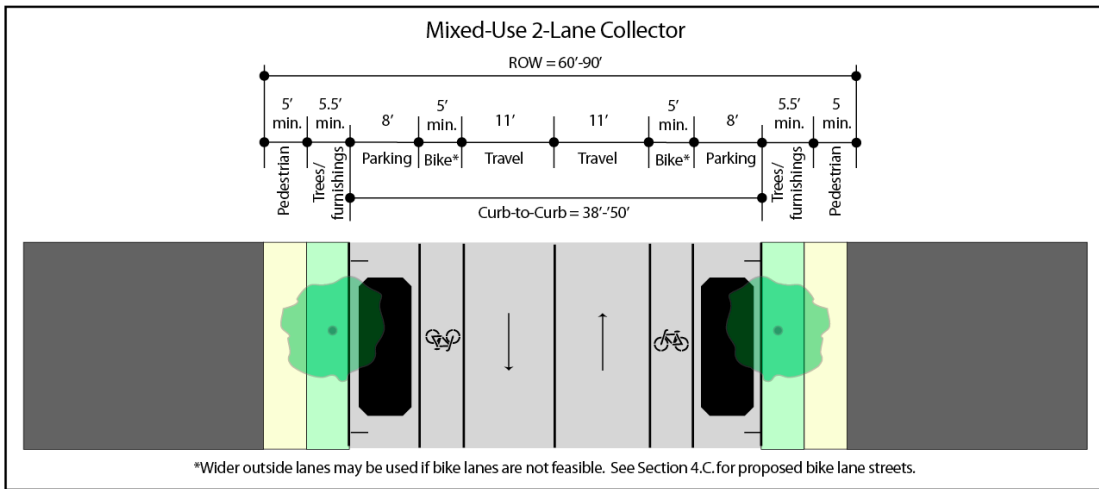 Mixed-Use 2-Lane Collector
ROW = 60'-90'
5' min.
5.5' min.
8'
5' min.
11'
11'
5' min.
8'
5.5' min.
5 min.
Pedestrian
Trees/
furnishings
Parking
Bike*
Travel
Travel
Bike*
Parking
Trees/
furnishings
Pedestrian
Curb-to-Curb = 38'-'50'
*Wider outside lanes may be used if bike lanes are not feasible. See Section 4.C. for proposed bike lane streets.